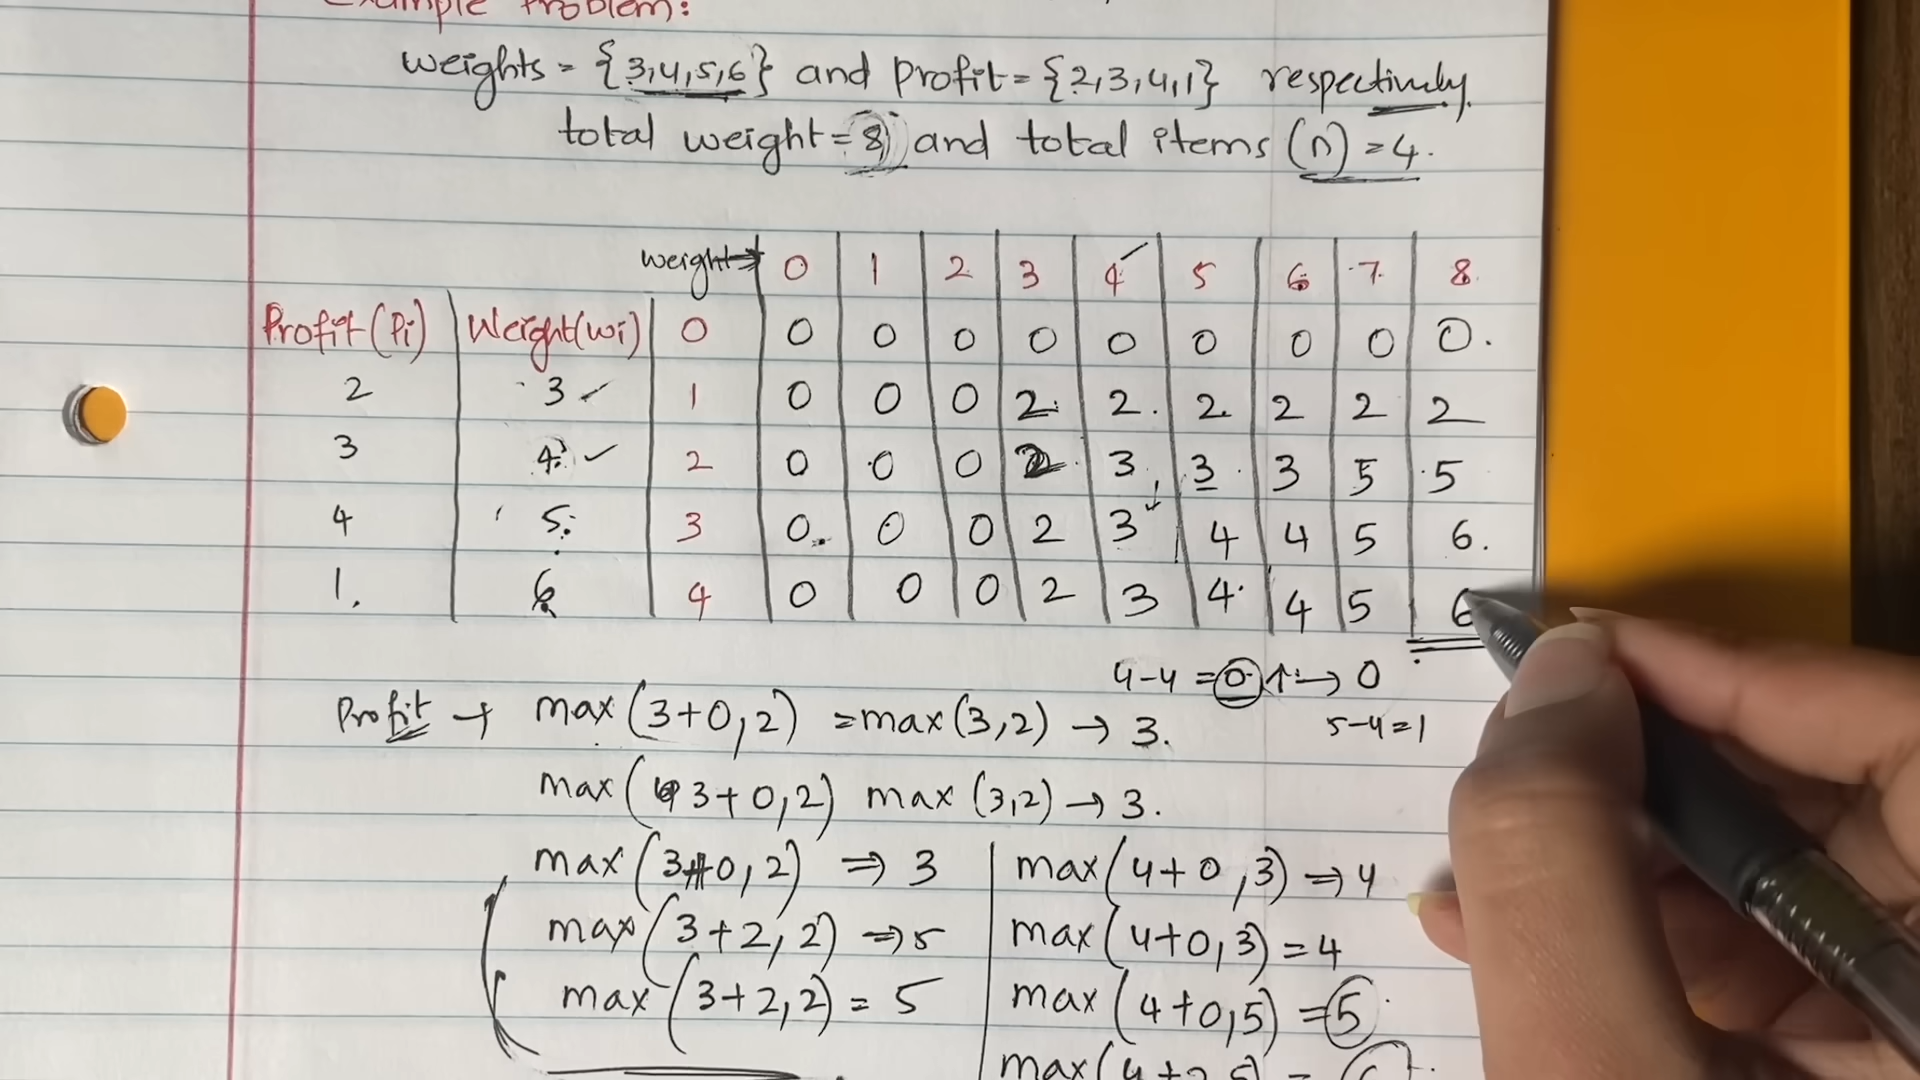 Example Problem:
weights = {3,4,5,6} and Profit = {2,3,4,1} respectively.
total weight = 8 and total items (n) = 4.
weight → 0 1 2 3 4 5 6 7 8
Profit (Pi) Weight(wi) 0 0 0 0 0 0 0 0 0 0.
2 3 ✓ 1 0 0 0 2 2 2 2 2 2
3 4 ✓ 2 0 0 0 2 3 3 3 5 5
4 5 3 0 0 0 2 3 4 4 5 6.
1. 6 4 0 0 0 2 3 4 4 5 6
4-4 = 0 ↑ → 0
5-4=1
Profit → max (3+0,2) = max (3,2) → 3.
max (3+0,2) max (3,2) → 3.
max (3+0,2) ⇒ 3
max (3+2,2) ⇒ 5
max (3+2,2) = 5
max (4+0,3) ⇒ 4
max (4+0,3) = 4
max (4+0,5) = 5
max (4+2,5) =